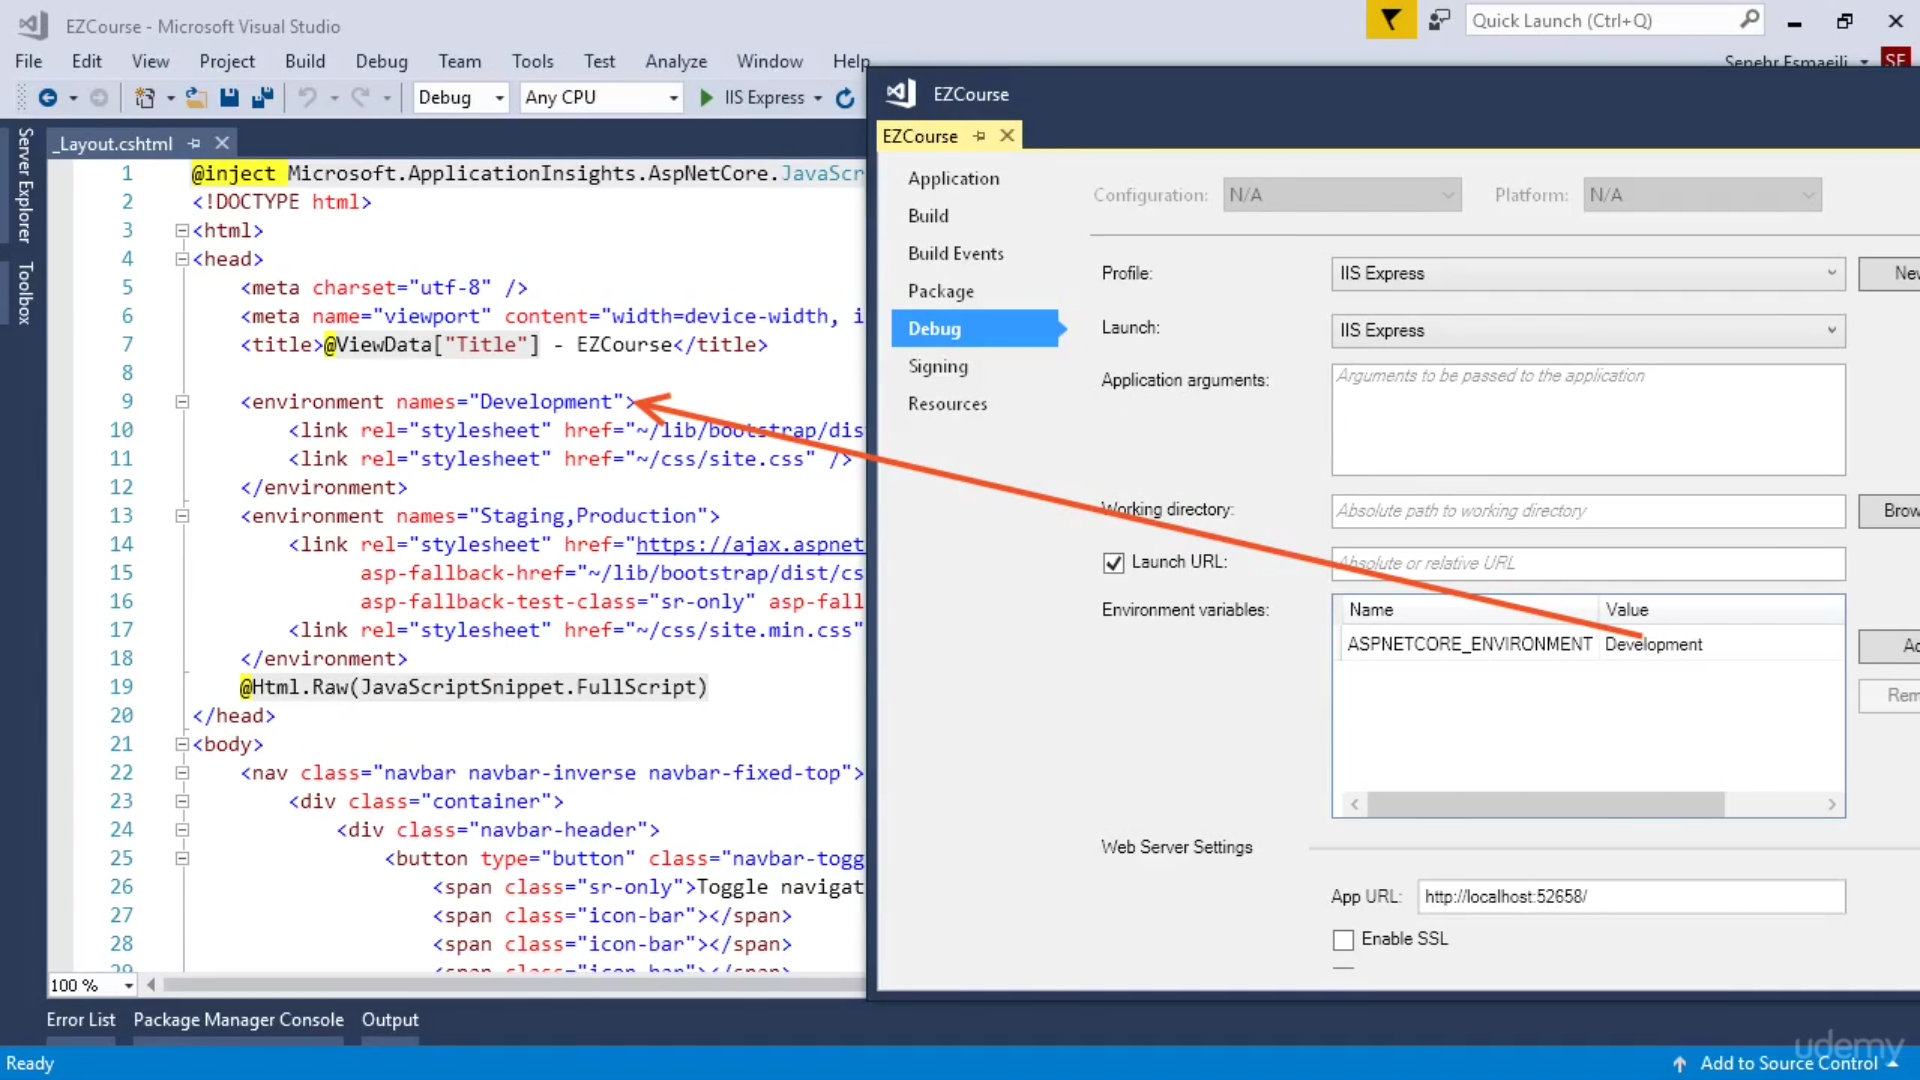 EZCourse - Microsoft Visual Studio
Quick Launch (Ctrl+Q)
File Edit View Project Build Debug Team Tools Test Analyze Window Help
Senehr Esmaeili SE
Debug Any CPU IIS Express
Server Explorer
Toolbox
_Layout.cshtml
1 @inject Microsoft.ApplicationInsights.AspNetCore.JavaScr
2 <!DOCTYPE html>
3 <html>
4 <head>
5 <meta charset="utf-8" />
6 <meta name="viewport" content="width=device-width, i
7 <title>@ViewData["Title"] - EZCourse</title>
8
9 <environment names="Development">
10 <link rel="stylesheet" href="~/lib/bootstrap/dis
11 <link rel="stylesheet" href="~/css/site.css" />
12 </environment>
13 <environment names="Staging,Production">
14 <link rel="stylesheet" href="https://ajax.aspnet
15 asp-fallback-href="~/lib/bootstrap/dist/cs
16 asp-fallback-test-class="sr-only" asp-fall
17 <link rel="stylesheet" href="~/css/site.min.css"
18 </environment>
19 @Html.Raw(JavaScriptSnippet.FullScript)
20 </head>
21 <body>
22 <nav class="navbar navbar-inverse navbar-fixed-top">
23 <div class="container">
24 <div class="navbar-header">
25 <button type="button" class="navbar-togg
26 <span class="sr-only">Toggle navigat
27 <span class="icon-bar"></span>
28 <span class="icon-bar"></span>
29 <span class="icon-bar"></span>
100 %
EZCourse
EZCourse
Application
Build
Build Events
Package
Debug
Signing
Resources
Configuration: N/A Platform: N/A
Profile: IIS Express New
Launch: IIS Express
Application arguments: Arguments to be passed to the application
Working directory: Absolute path to working directory Brow
Launch URL: Absolute or relative URL
Environment variables: Name Value
ASPNETCORE_ENVIRONMENT Development
Ad
Rem
Web Server Settings
App URL: http://localhost:52658/
Enable SSL
Error List Package Manager Console Output
Ready
Add to Source Control
udemy